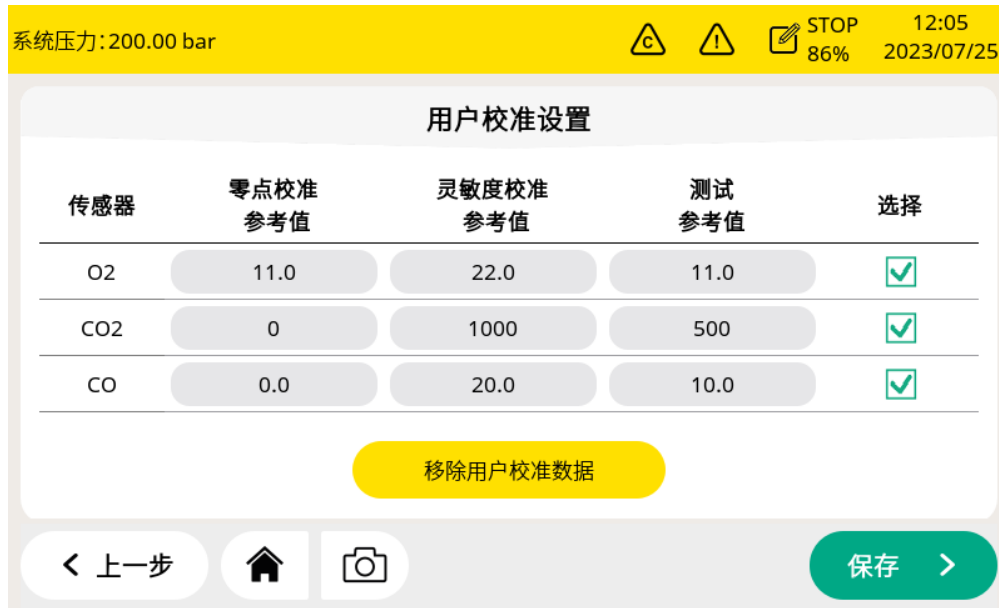 系统压力:200.00 bar
C
!
STOP
86%
12:05
2023/07/25
用户校准设置
传感器
零点校准
参考值
灵敏度校准
参考值
测试
参考值
选择
O2 11.0 22.0 11.0
CO2 0 1000 500
CO 0.0 20.0 10.0
移除用户校准数据
上一步
保存